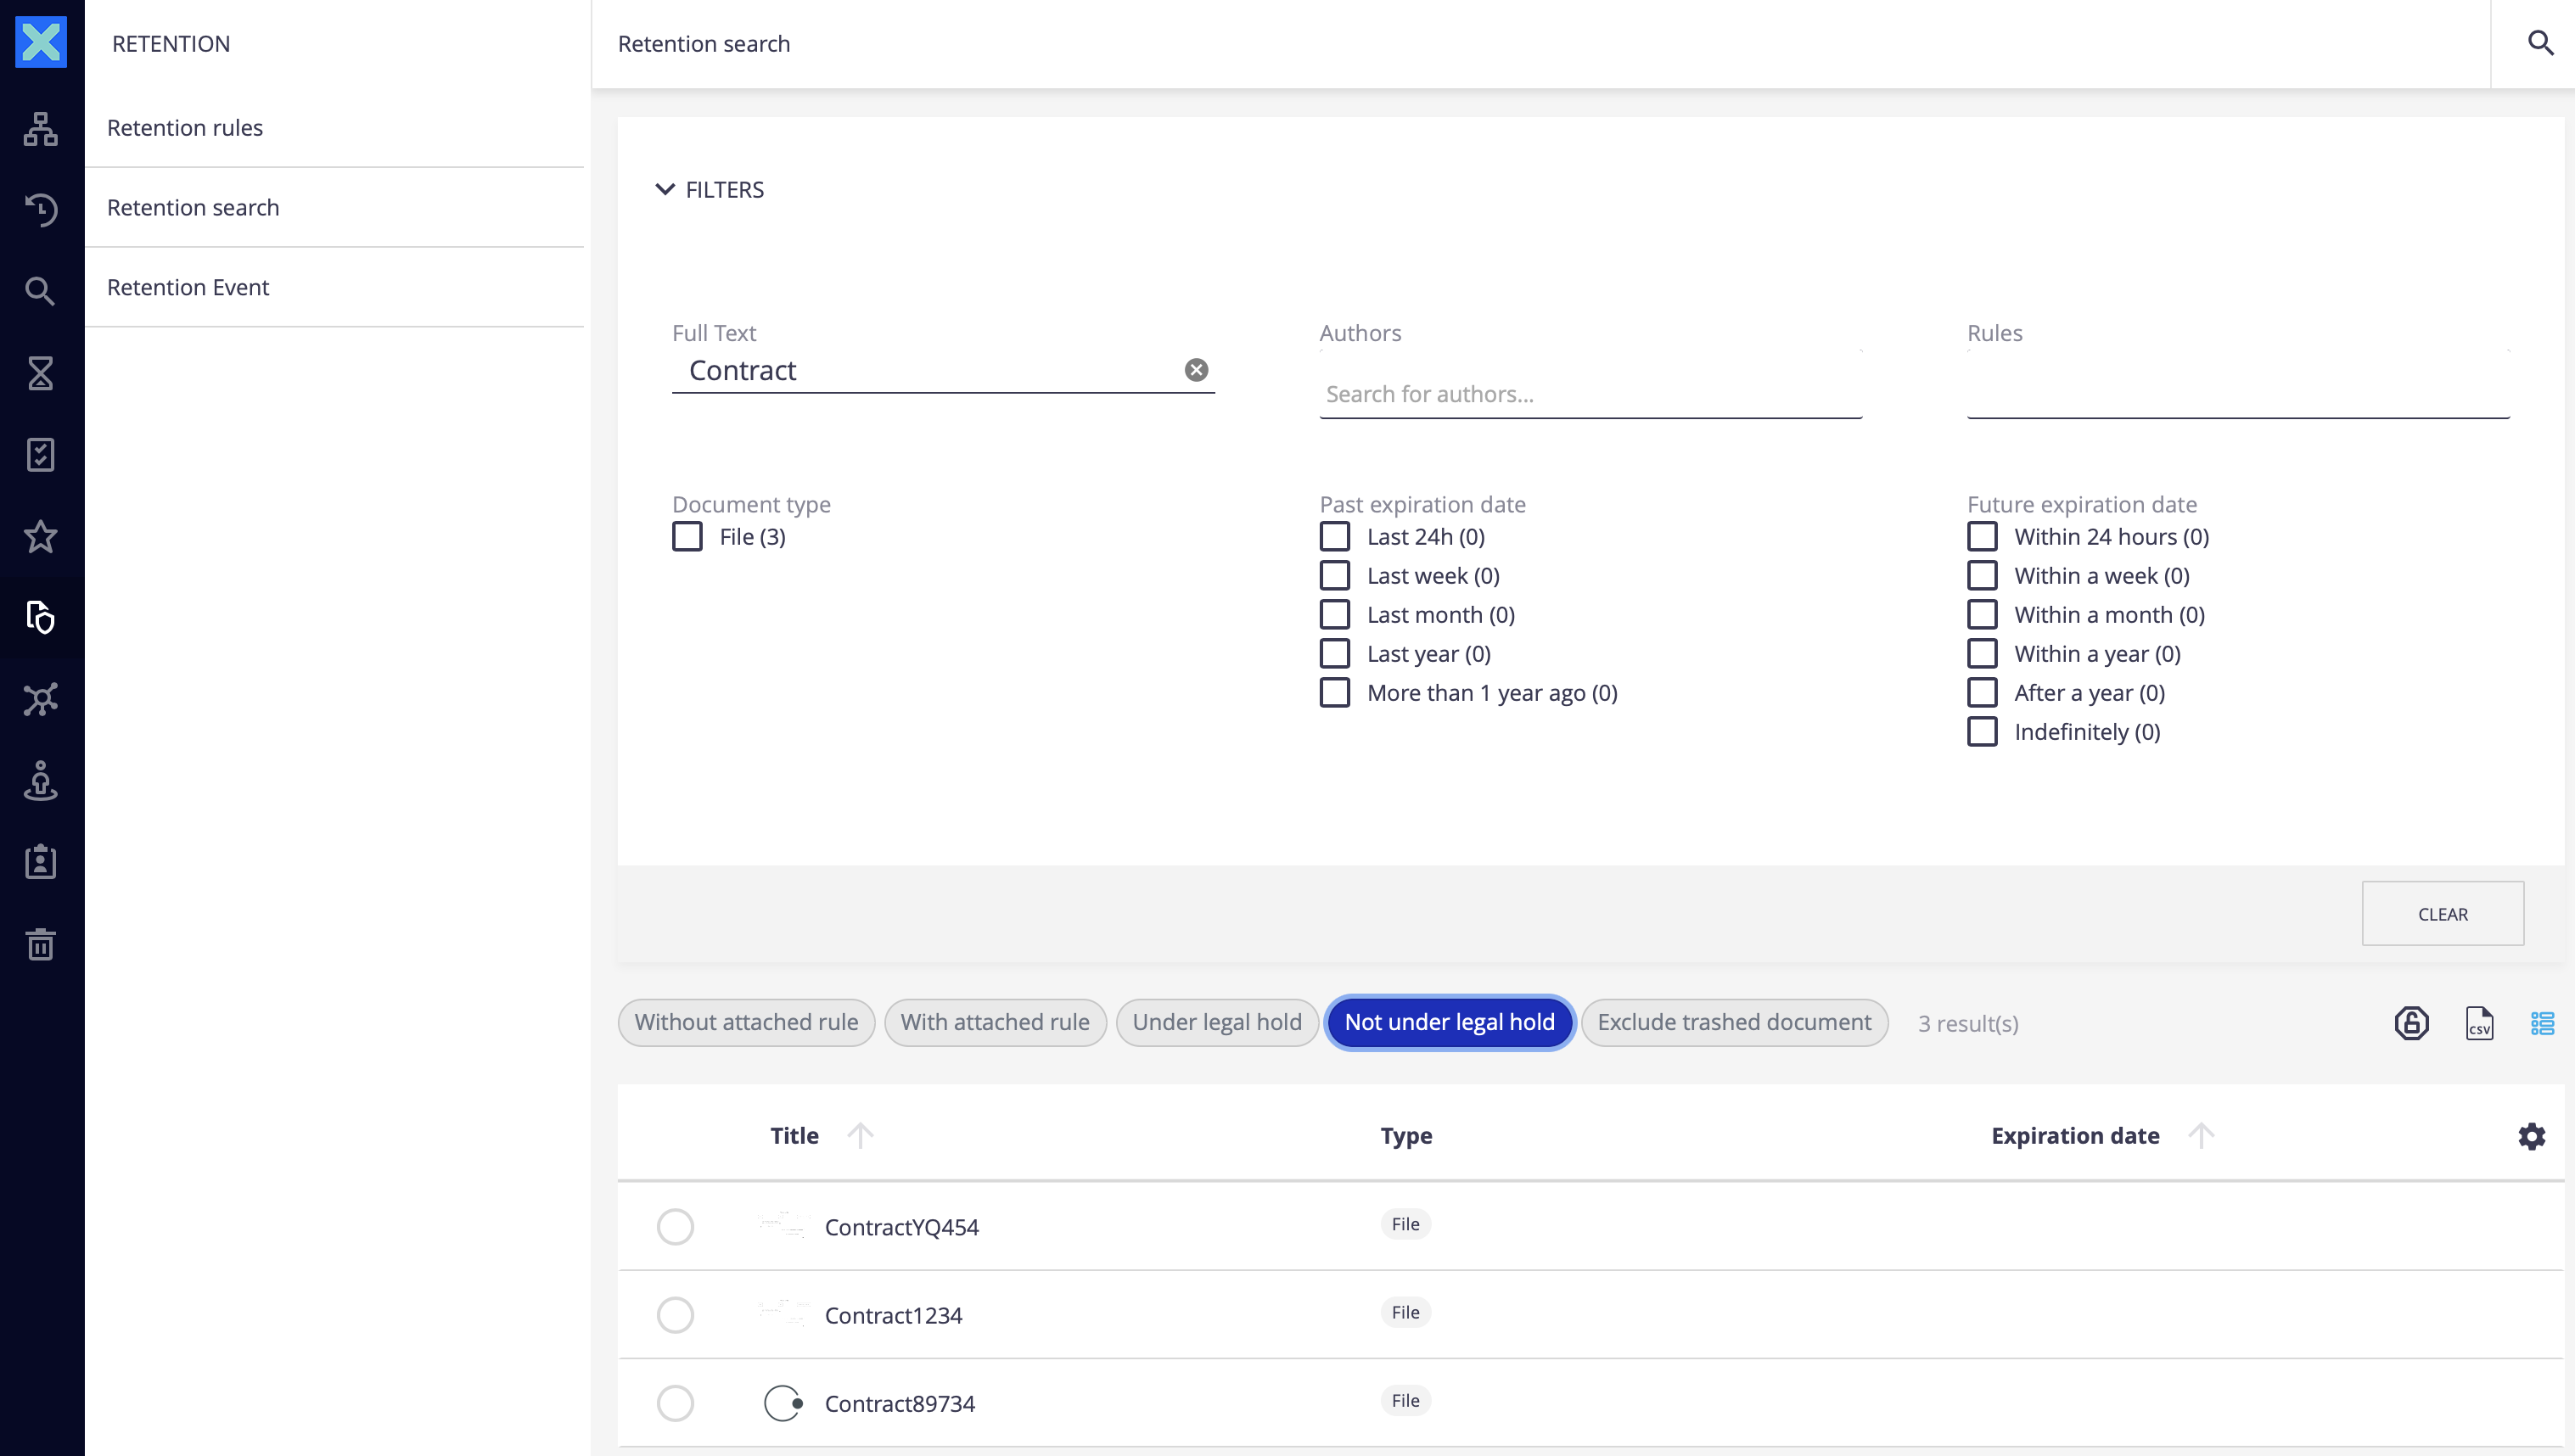 RETENTION
Retention rules
Retention search
Retention Event
Retention search
FILTERS
Full Text
Contract
Authors
Search for authors...
Rules
Document type
File (3)
Past expiration date
Last 24h (0)
Last week (0)
Last month (0)
Last year (0)
More than 1 year ago (0)
Future expiration date
Within 24 hours (0)
Within a week (0)
Within a month (0)
Within a year (0)
After a year (0)
Indefinitely (0)
CLEAR
Without attached rule With attached rule Under legal hold Not under legal hold Exclude trashed document 3 result(s) CSV
Title Type Expiration date
ContractYQ454 File
Contract1234 File
Contract89734 File